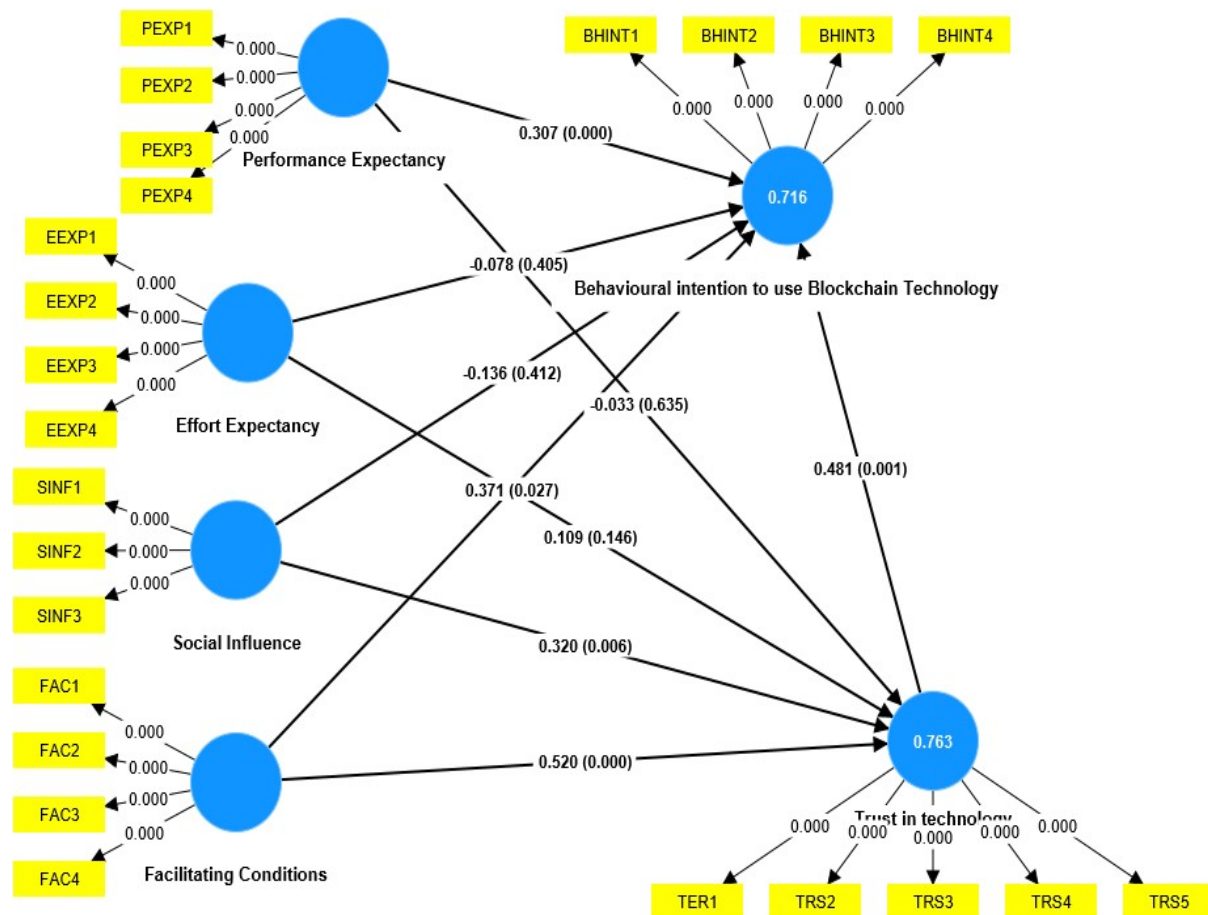 PEXP1
0.000
PEXP2
0.000
0.000
PEXP3
0.000
PEXP4
Performance Expectancy
BHINT1
BHINT2
BHINT3
BHINT4
0.000
0.000
0.000
0.000
0.307 (0.000)
0.716
Behavioural intention to use Blockchain Technology
EEXP1
0.000
EEXP2
0.000
EEXP3
0.000
0.000
EEXP4
Effort Expectancy
-0.078 (0.405)
-0.136 (0.412)
-0.033 (0.635)
0.481 (0.001)
SINF1
0.000
SINF2
0.000
0.000
SINF3
Social Influence
0.371 (0.027)
0.109 (0.146)
0.320 (0.006)
FAC1
0.000
FAC2
0.000
FAC3
0.000
0.000
FAC4
Facilitating Conditions
0.520 (0.000)
0.763
Trust in technology
0.000
0.000
0.000
0.000
0.000
TER1
TRS2
TRS3
TRS4
TRS5